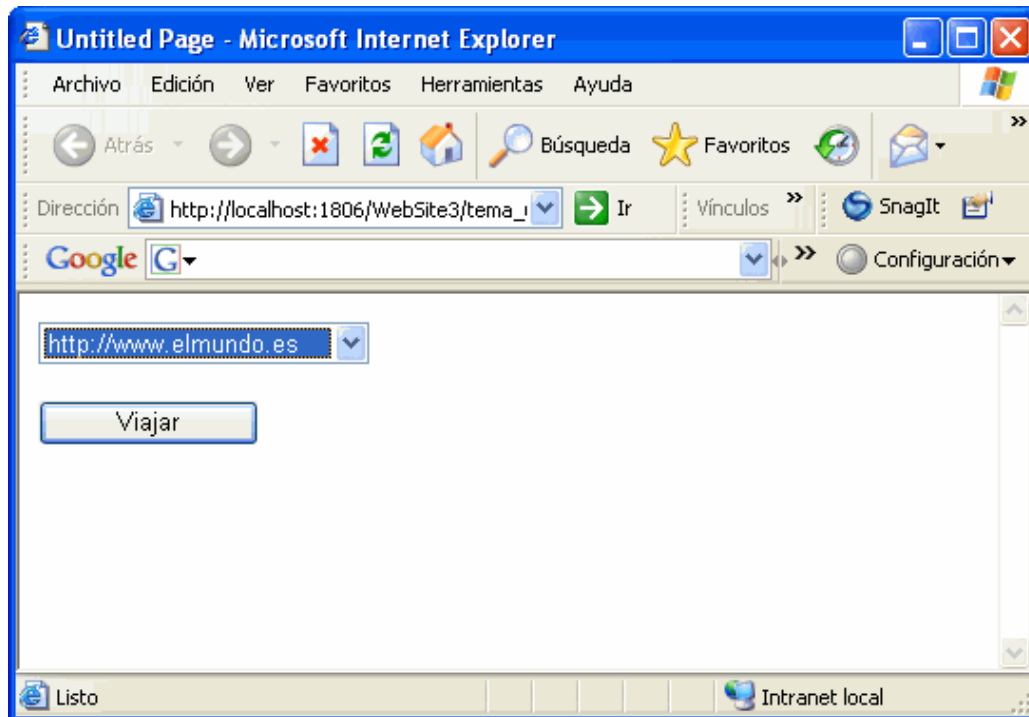 Untitled Page - Microsoft Internet Explorer
Archivo Edición Ver Favoritos Herramientas Ayuda
Atrás Búsqueda Favoritos »
Dirección http://localhost:1806/WebSite3/tema_ Ir Vínculos » SnagIt
Google G » Configuración
http://www.elmundo.es
Viajar
Listo Intranet local